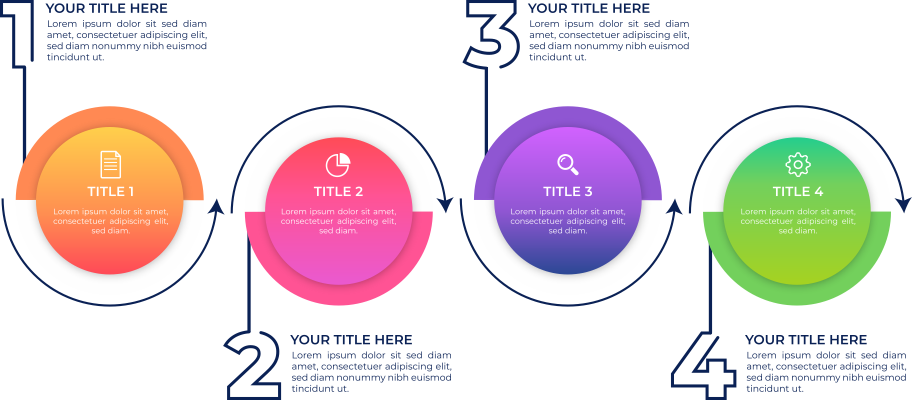 1
YOUR TITLE HERE
Lorem ipsum dolor sit sed diam
amet, consectetuer adipiscing elit,
sed diam nonummy nibh euismod
tincidunt ut.
TITLE 1
Lorem ipsum dolor sit amet,
consectetuer adipiscing elit,
sed diam.
TITLE 2
Lorem ipsum dolor sit amet,
consectetuer adipiscing elit,
sed diam.
2
YOUR TITLE HERE
Lorem ipsum dolor sit sed diam
amet, consectetuer adipiscing elit,
sed diam nonummy nibh euismod
tincidunt ut.
3
YOUR TITLE HERE
Lorem ipsum dolor sit sed diam
amet, consectetuer adipiscing elit,
sed diam nonummy nibh euismod
tincidunt ut.
TITLE 3
Lorem ipsum dolor sit amet,
consectetuer adipiscing elit,
sed diam.
TITLE 4
Lorem ipsum dolor sit amet,
consectetuer adipiscing elit,
sed diam.
4
YOUR TITLE HERE
Lorem ipsum dolor sit sed diam
amet, consectetuer adipiscing elit,
sed diam nonummy nibh euismod
tincidunt ut.